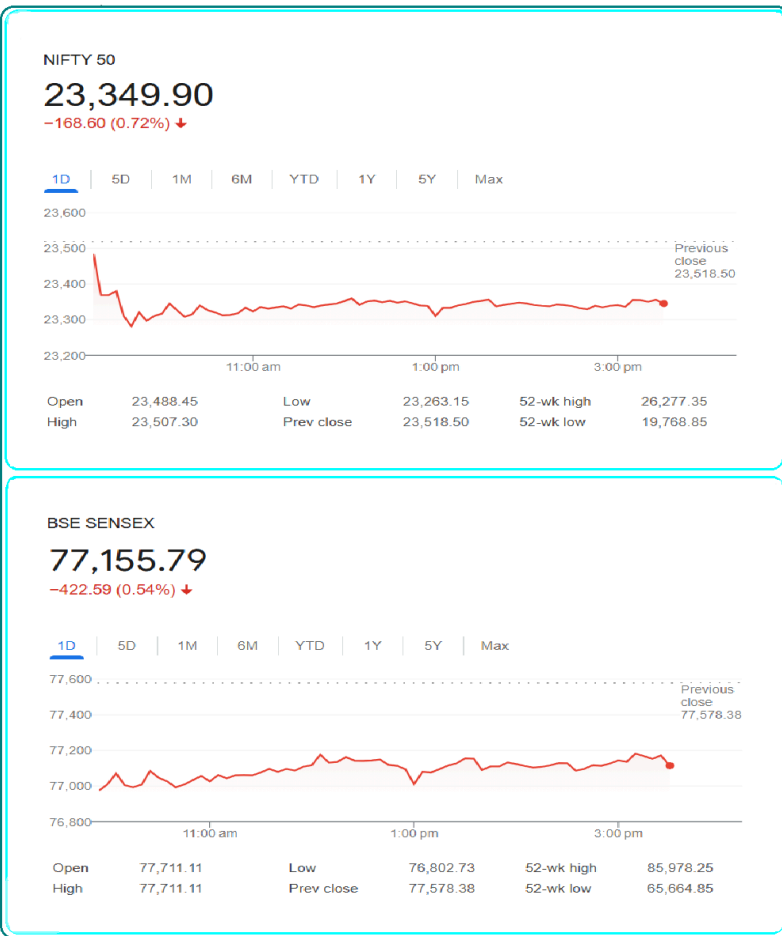 NIFTY 50
23,349.90
−168.60 (0.72%) ↓
1D 5D 1M 6M YTD 1Y 5Y Max
23,600
23,500
23,400
23,300
23,200
Previous
close
23,518.50
11:00 am 1:00 pm 3:00 pm
Open 23,488.45 Low 23,263.15 52-wk high 26,277.35
High 23,507.30 Prev close 23,518.50 52-wk low 19,768.85
BSE SENSEX
77,155.79
−422.59 (0.54%) ↓
1D 5D 1M 6M YTD 1Y 5Y Max
77,600
77,400
77,200
77,000
76,800
Previous
close
77,578.38
11:00 am 1:00 pm 3:00 pm
Open 77,711.11 Low 76,802.73 52-wk high 85,978.25
High 77,711.11 Prev close 77,578.38 52-wk low 65,664.85